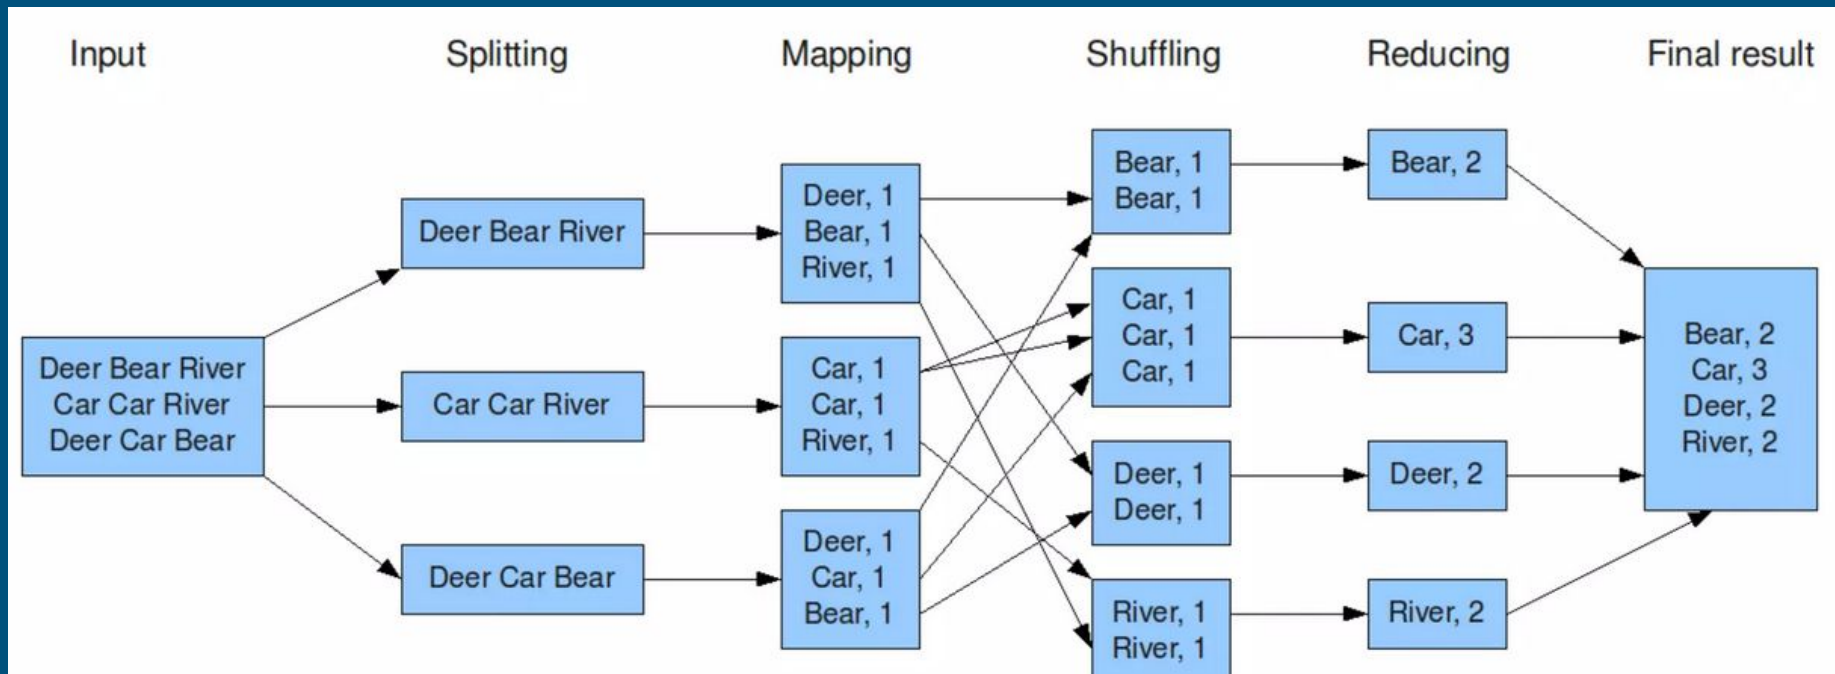 Input
Splitting
Mapping
Shuffling
Reducing
Final result
Deer Bear River
Car Car River
Deer Car Bear
Deer Bear River
Car Car River
Deer Car Bear
Deer, 1
Bear, 1
River, 1
Car, 1
Car, 1
River, 1
Deer, 1
Car, 1
Bear, 1
Bear, 1
Bear, 1
Car, 1
Car, 1
Car, 1
Deer, 1
Deer, 1
River, 1
River, 1
Bear, 2
Car, 3
Deer, 2
River, 2
Bear, 2
Car, 3
Deer, 2
River, 2